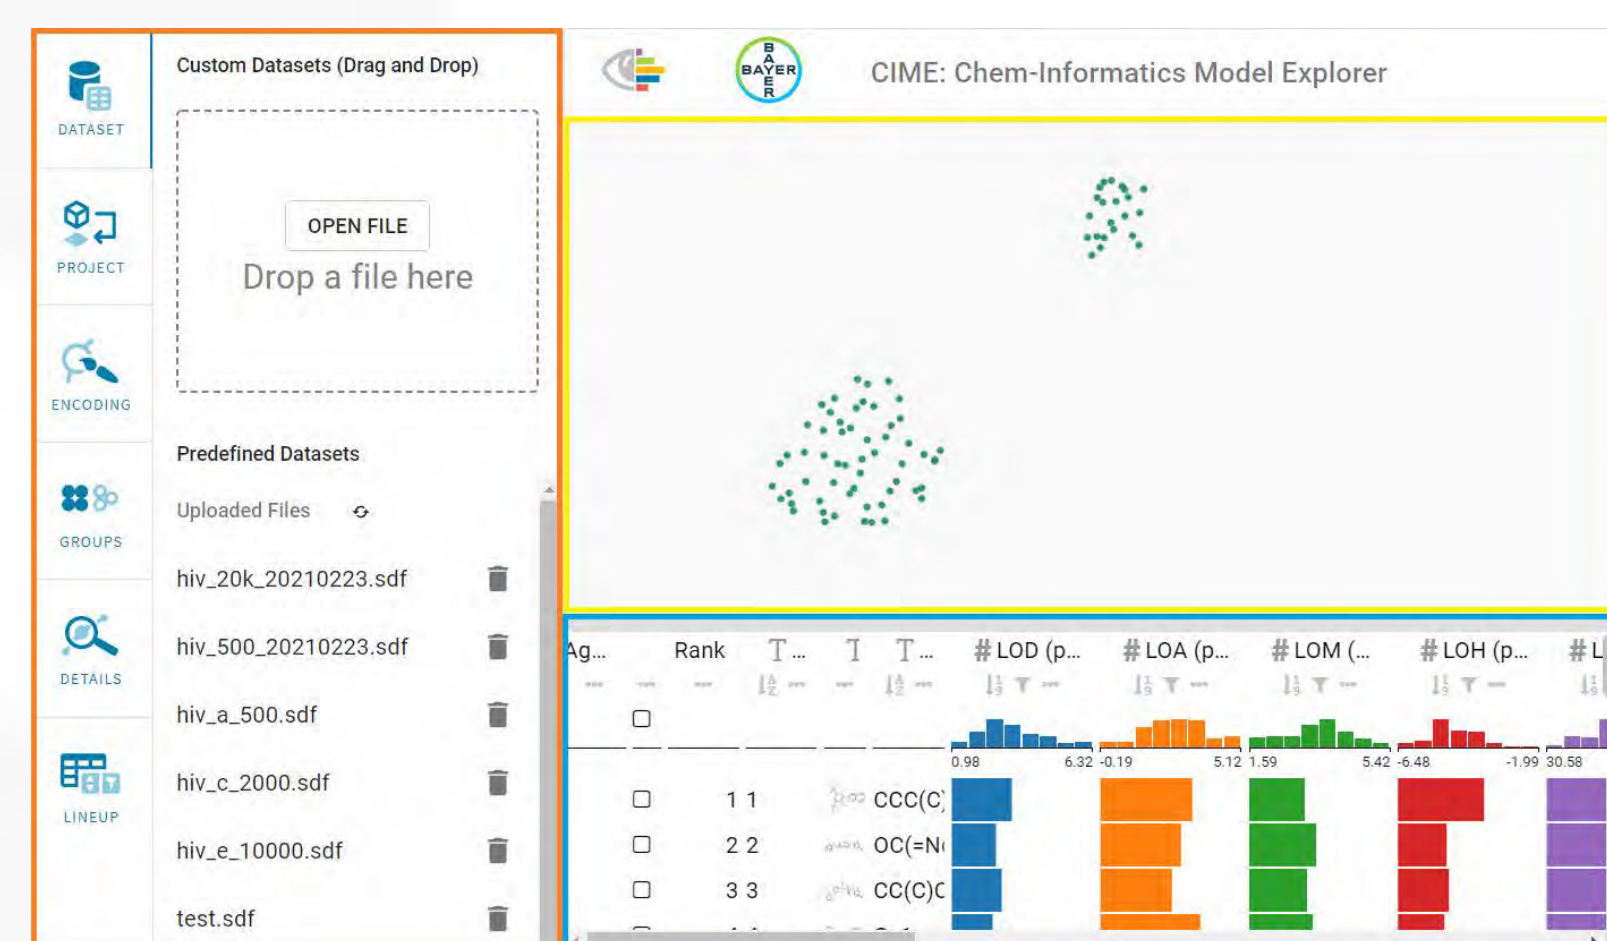 DATASET
PROJECT
ENCODING
GROUPS
DETAILS
LINEUP
Custom Datasets (Drag and Drop)
OPEN FILE
Drop a file here
Predefined Datasets
Uploaded Files
hiv_20k_20210223.sdf
hiv_500_20210223.sdf
hiv_a_500.sdf
hiv_c_2000.sdf
hiv_e_10000.sdf
test.sdf
BAYER
BAYER
CIME: Chem-Informatics Model Explorer
Ag... Rank T... T T... # LOD (p... # LOA (p... # LOM (... # LOH (p... # L
0.98 6.32 -0.19 5.12 1.59 5.42 -6.48 -1.99 30.58
1 1 CCC(C)
2 2 OC(=N
3 3 CC(C)C